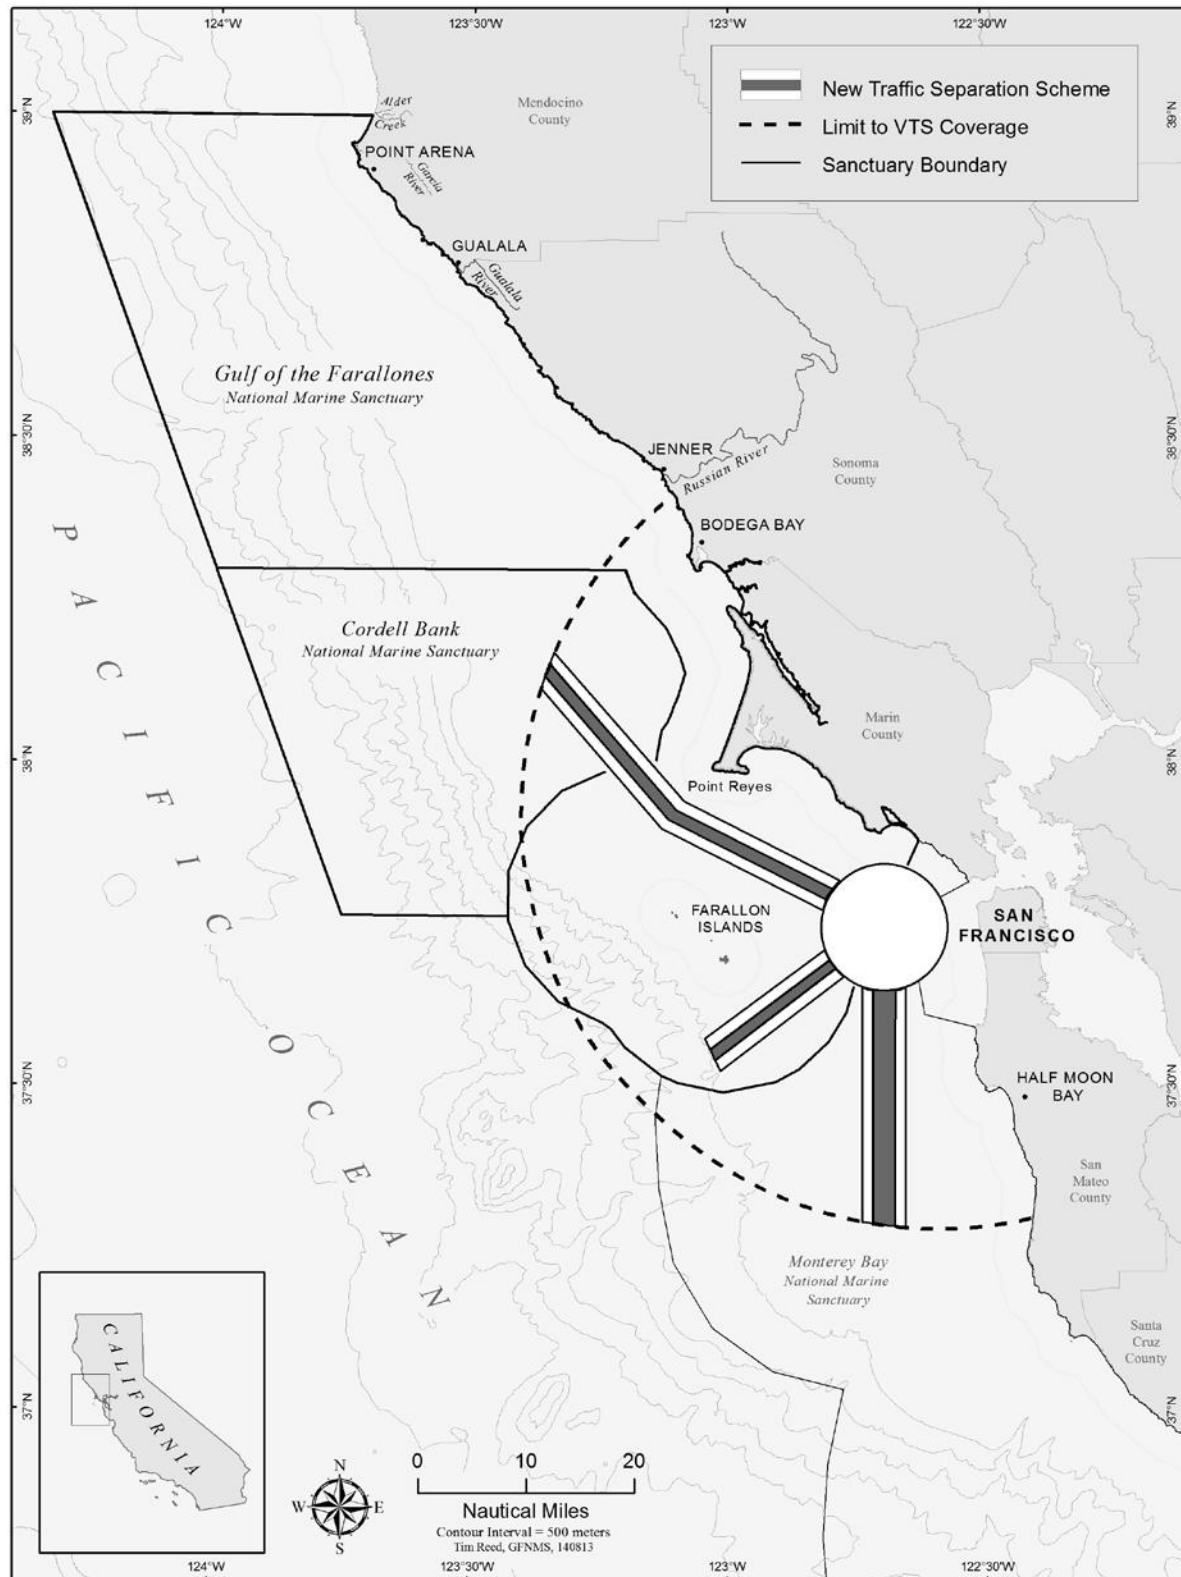 124°W
123°30'W
123°W
122°30'W
New Traffic Separation Scheme
Limit to VTS Coverage
Sanctuary Boundary
39°N
39°N
Alder
Creek
Mendocino
County
POINT ARENA
Garcia
River
GUALALA
Gualala
River
Gulf of the Farallones
National Marine Sanctuary
38°30'N
38°30'N
JENNER
Russian River
Sonoma
County
BODEGA BAY
PACIFIC OCEAN
Cordell Bank
National Marine Sanctuary
Marin
County
38°N
38°N
Point Reyes
FARALLON
ISLANDS
SAN
FRANCISCO
37°30'N
37°30'N
HALF MOON
BAY
San
Mateo
County
Monterey Bay
National Marine
Sanctuary
Santa
Cruz
County
37°N
37°N
CALIFORNIA
N
W
E
S
0
10
20
Nautical Miles
Contour Interval = 500 meters
Tim Reed, GFNMS, 140813
124°W
123°30'W
123°W
122°30'W